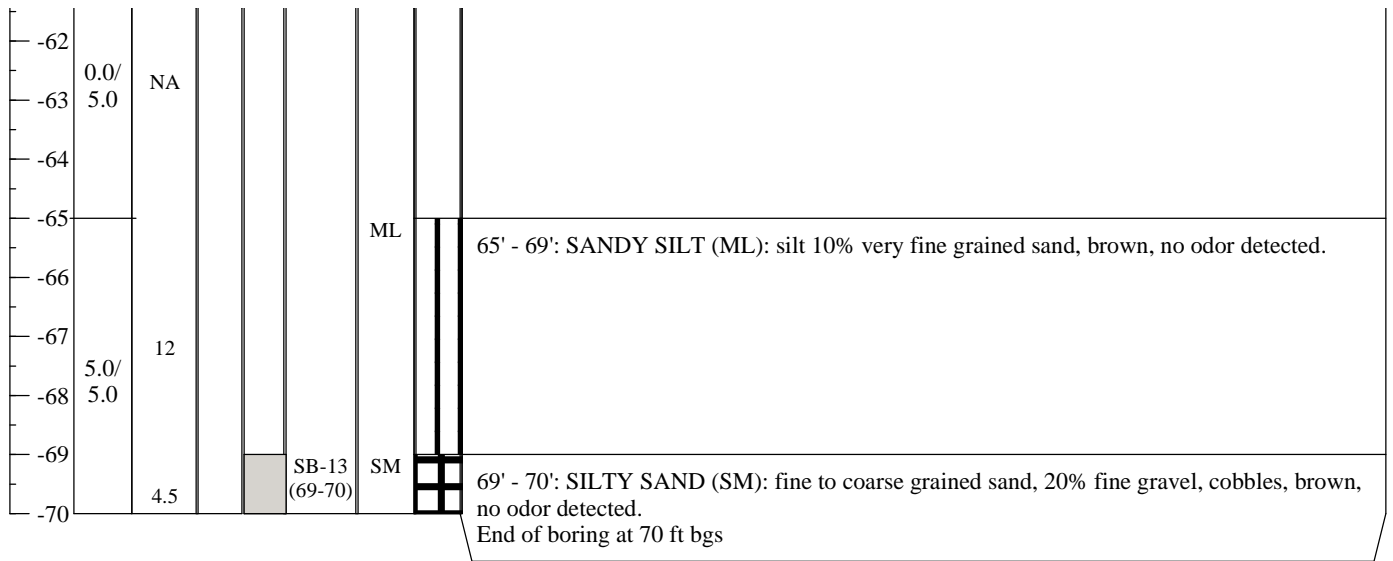 -62
0.0/
5.0
NA
-63
-64
-65
ML
65' - 69': SANDY SILT (ML): silt 10% very fine grained sand, brown, no odor detected.
-66
-67
12
5.0/
5.0
-68
-69
SB-13
(69-70)
SM
69' - 70': SILTY SAND (SM): fine to coarse grained sand, 20% fine gravel, cobbles, brown,
no odor detected.
4.5
-70
End of boring at 70 ft bgs